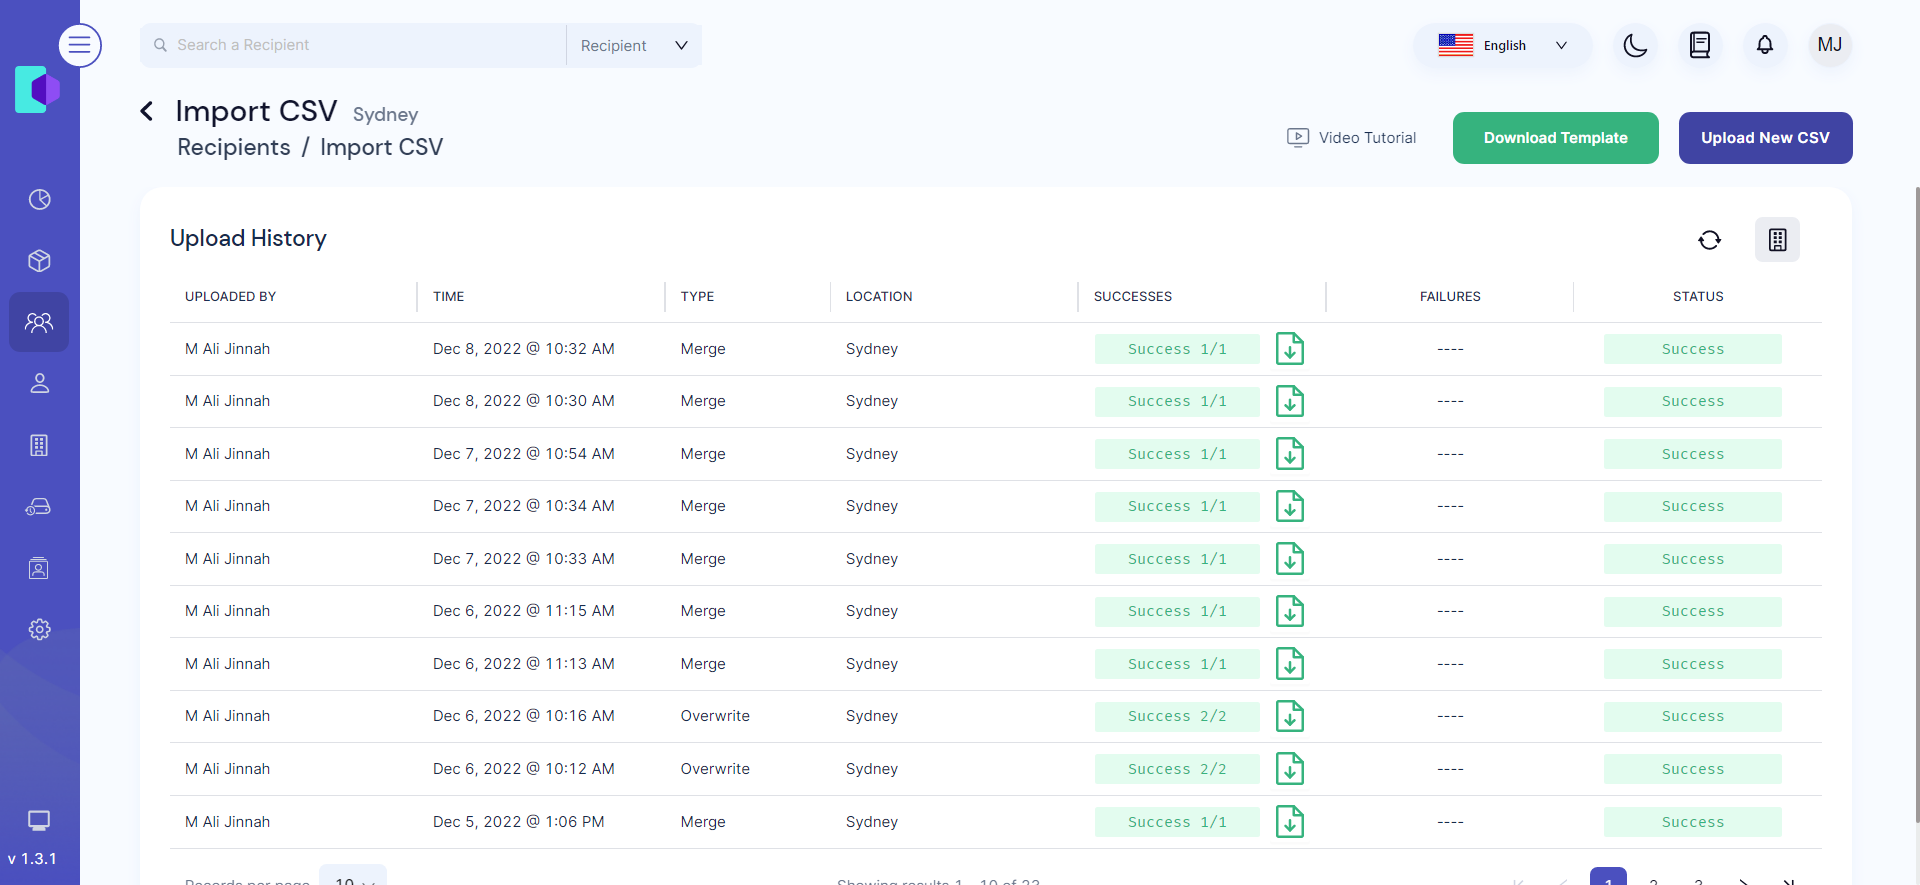 Search a Recipient
Recipient
English
MJ
Import CSV Sydney
Recipients / Import CSV
Video Tutorial
Download Template
Upload New CSV
Upload History
UPLOADED BY TIME TYPE LOCATION SUCCESSES FAILURES STATUS
M Ali Jinnah Dec 8, 2022 @ 10:32 AM Merge Sydney Success 1/1 ---- Success
M Ali Jinnah Dec 8, 2022 @ 10:30 AM Merge Sydney Success 1/1 ---- Success
M Ali Jinnah Dec 7, 2022 @ 10:54 AM Merge Sydney Success 1/1 ---- Success
M Ali Jinnah Dec 7, 2022 @ 10:34 AM Merge Sydney Success 1/1 ---- Success
M Ali Jinnah Dec 7, 2022 @ 10:33 AM Merge Sydney Success 1/1 ---- Success
M Ali Jinnah Dec 6, 2022 @ 11:15 AM Merge Sydney Success 1/1 ---- Success
M Ali Jinnah Dec 6, 2022 @ 11:13 AM Merge Sydney Success 1/1 ---- Success
M Ali Jinnah Dec 6, 2022 @ 10:16 AM Overwrite Sydney Success 2/2 ---- Success
M Ali Jinnah Dec 6, 2022 @ 10:12 AM Overwrite Sydney Success 2/2 ---- Success
M Ali Jinnah Dec 5, 2022 @ 1:06 PM Merge Sydney Success 1/1 ---- Success
v 1.3.1
Records per page 10 Showing results 1 - 10 of 23 1 2 3